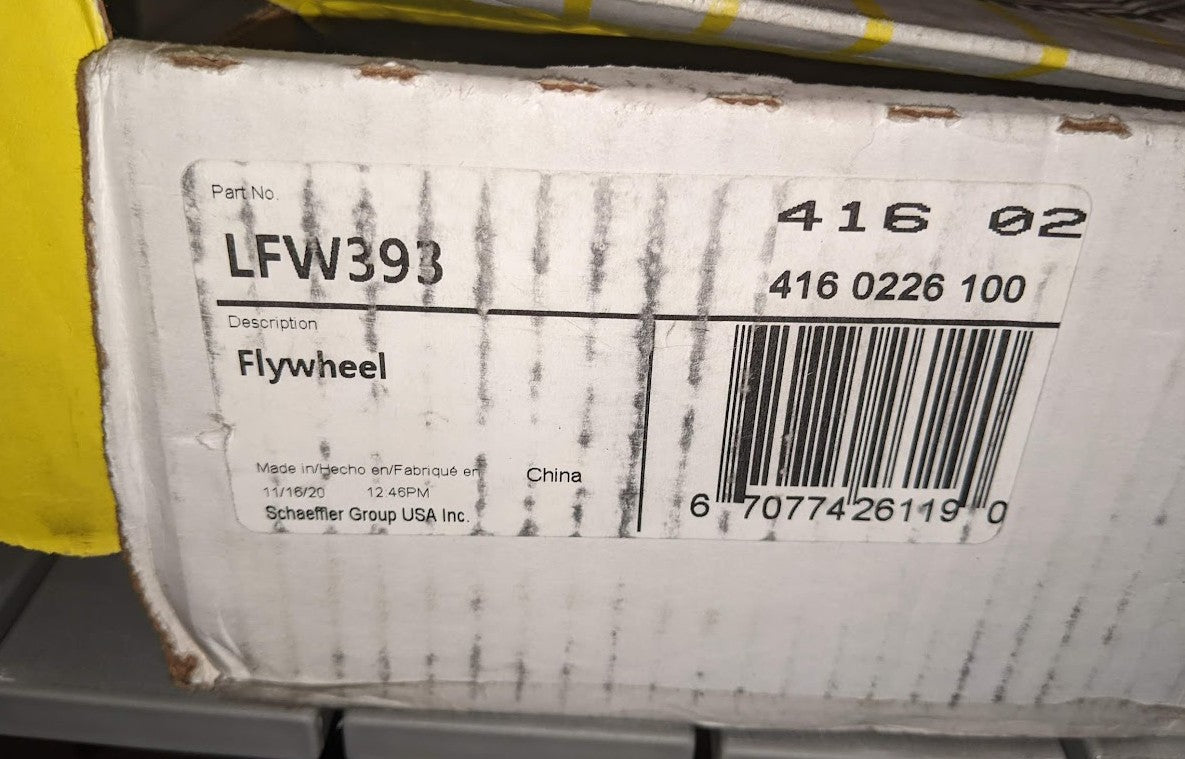 Part No.
416 02
LFW393
416 0226 100
Description
Flywheel
Made in/Hecho en/Fabriqué en China
11/16/20 12:46PM
Schaeffler Group USA Inc.
6 70774 26119 0